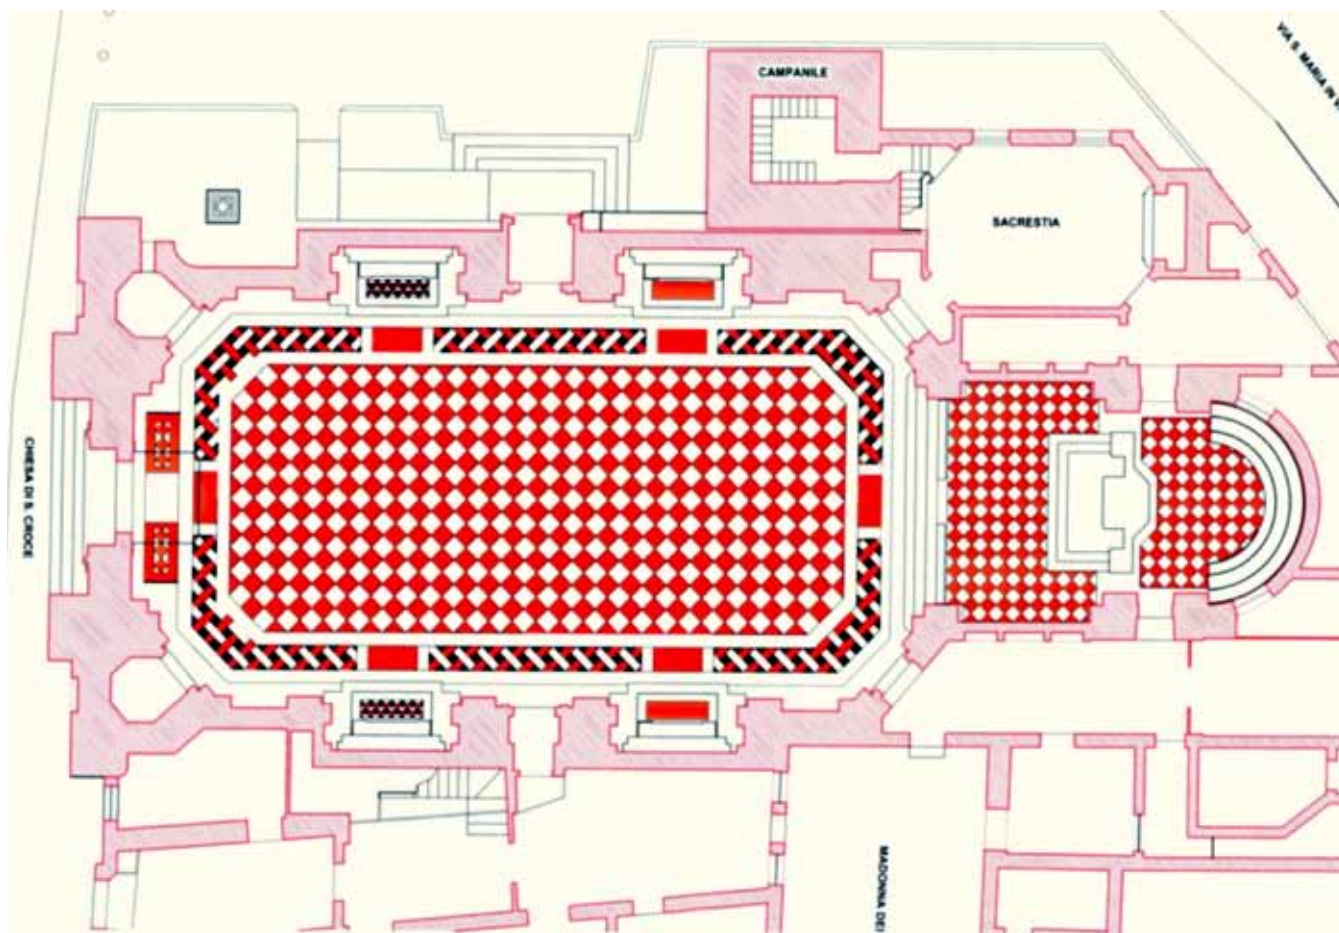 CAMPANILE
VIA S. MARIA IN
SACRESTIA
CHIESA DI S. CROCE
MADONNA DEI